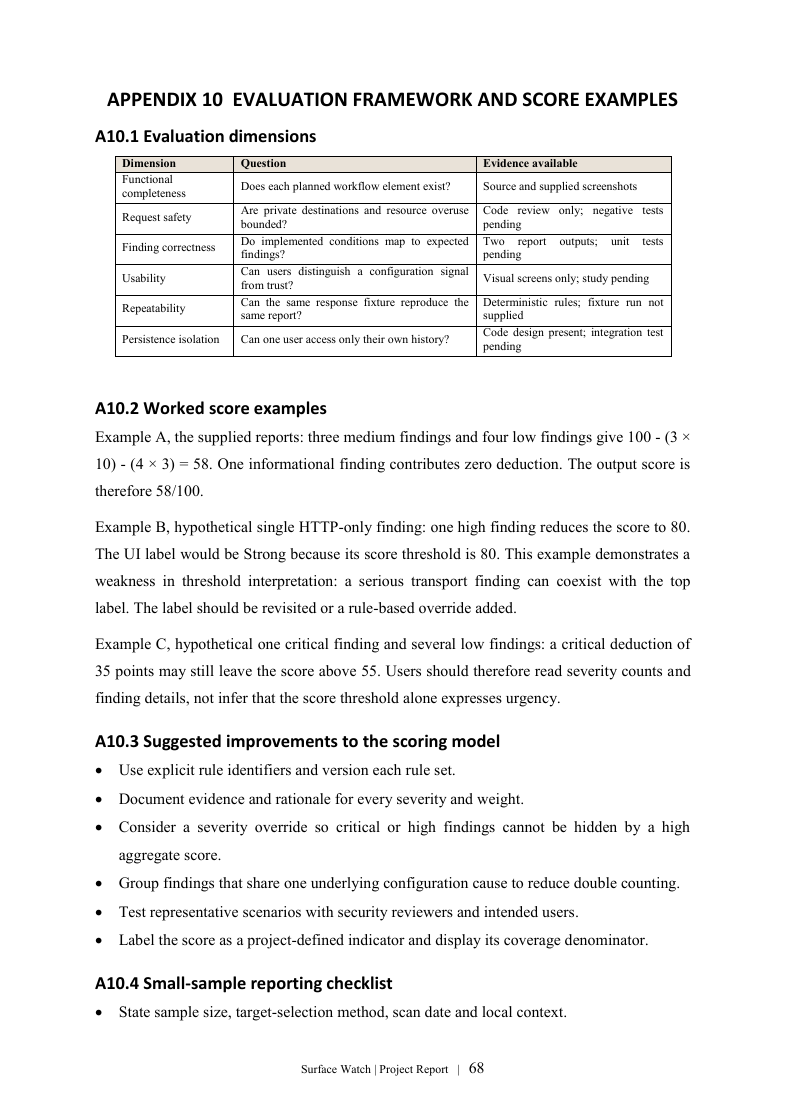 APPENDIX 10  EVALUATION FRAMEWORK AND SCORE EXAMPLES
A10.1 Evaluation dimensions
Dimension Question Evidence available
Functional completeness Does each planned workflow element exist? Source and supplied screenshots
Request safety Are private destinations and resource overuse bounded? Code review only; negative tests pending
Finding correctness Do implemented conditions map to expected findings? Two report outputs; unit tests pending
Usability Can users distinguish a configuration signal from trust? Visual screens only; study pending
Repeatability Can the same response fixture reproduce the same report? Deterministic rules; fixture run not supplied
Persistence isolation Can one user access only their own history? Code design present; integration test pending
A10.2 Worked score examples
Example A, the supplied reports: three medium findings and four low findings give 100 - (3 ×
10) - (4 × 3) = 58. One informational finding contributes zero deduction. The output score is
therefore 58/100.
Example B, hypothetical single HTTP-only finding: one high finding reduces the score to 80.
The UI label would be Strong because its score threshold is 80. This example demonstrates a
weakness in threshold interpretation: a serious transport finding can coexist with the top
label. The label should be revisited or a rule-based override added.
Example C, hypothetical one critical finding and several low findings: a critical deduction of
35 points may still leave the score above 55. Users should therefore read severity counts and
finding details, not infer that the score threshold alone expresses urgency.
A10.3 Suggested improvements to the scoring model
• Use explicit rule identifiers and version each rule set.
• Document evidence and rationale for every severity and weight.
• Consider a severity override so critical or high findings cannot be hidden by a high
aggregate score.
• Group findings that share one underlying configuration cause to reduce double counting.
• Test representative scenarios with security reviewers and intended users.
• Label the score as a project-defined indicator and display its coverage denominator.
A10.4 Small-sample reporting checklist
• State sample size, target-selection method, scan date and local context.
Surface Watch | Project Report | 68